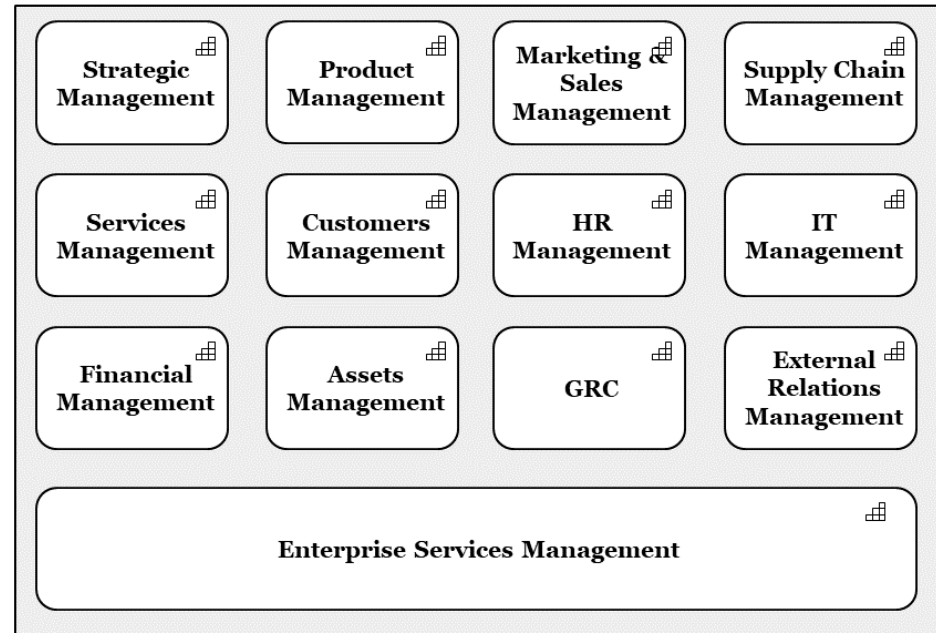 Strategic
Management
Product
Management
Marketing &
Sales
Management
Supply Chain
Management
Services
Management
Customers
Management
HR
Management
IT
Management
Financial
Management
Assets
Management
GRC
External
Relations
Management
Enterprise Services Management